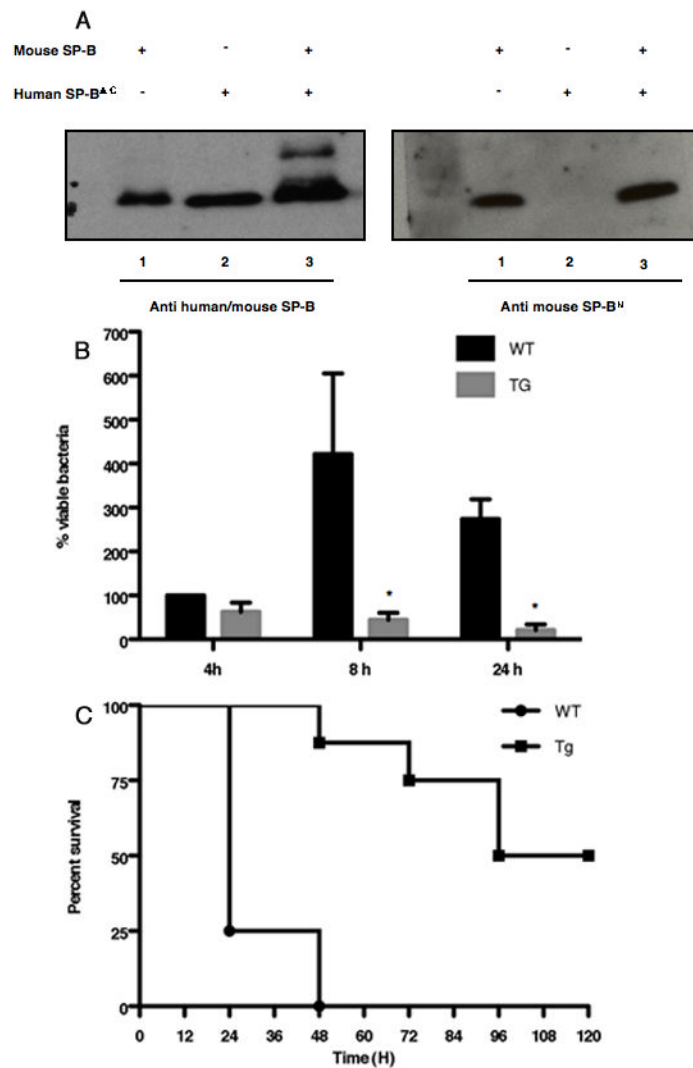 A
Mouse SP-B + - + + - +
Human SP-BΔC - + + - + +
1 2 3 1 2 3
Anti human/mouse SP-B Anti mouse SP-BN
B
700
600
500
400
300
200
100
0
% viable bacteria
WT
TG
* *
4h 8 h 24 h
C
100
75
50
25
0
Percent survival
WT
Tg
0 12 24 36 48 60 72 84 96 108 120
Time (H)